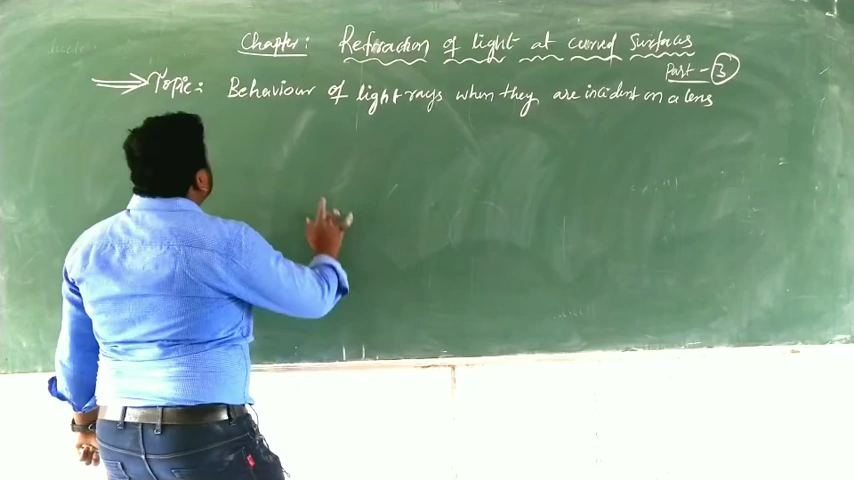 Chapter: Refraction of light at curved Surfaces
Part - 3
Topic: Behaviour of light rays when they are incident on a lens